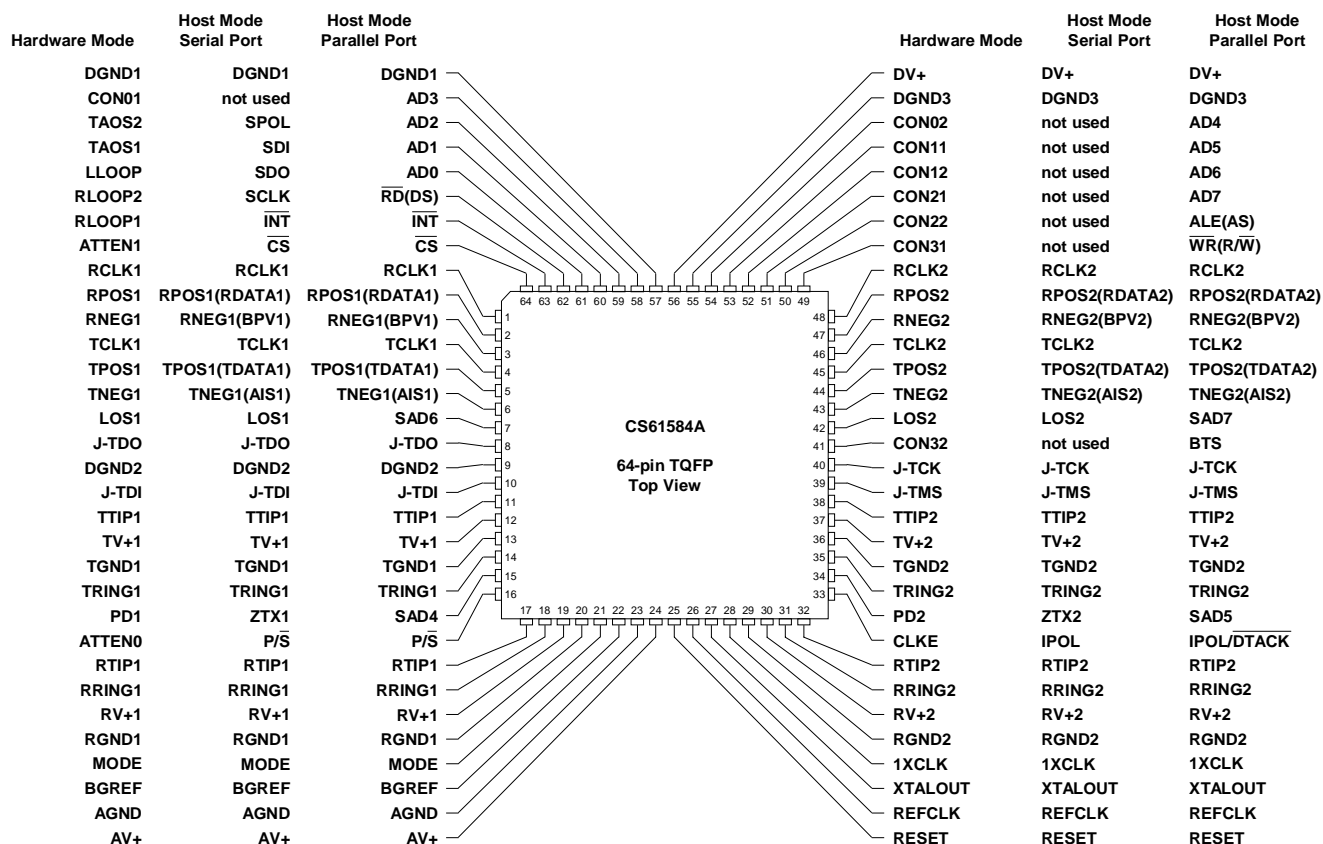 Hardware Mode Host Mode Serial Port Host Mode Parallel Port Hardware Mode Host Mode Serial Port Host Mode Parallel Port
DGND1 DGND1 DGND1 DV+ DV+ DV+
CON01 not used AD3 DGND3 DGND3 DGND3
TAOS2 SPOL AD2 CON02 not used AD4
TAOS1 SDI AD1 CON11 not used AD5
LLOOP SDO AD0 CON12 not used AD6
RLOOP2 SCLK R̅D̅(DS) CON21 not used AD7
RLOOP1 I̅N̅T̅ I̅N̅T̅ CON22 not used ALE(AS)
ATTEN1 C̅S̅ C̅S̅ CON31 not used W̅R̅(R/W̅)
RCLK1 RCLK1 RCLK1 RCLK2 RCLK2 RCLK2
64 63 62 61 60 59 58 57 56 55 54 53 52 51 50 49
RPOS1 RPOS1(RDATA1) RPOS1(RDATA1) RPOS2 RPOS2(RDATA2) RPOS2(RDATA2)
1 48
RNEG1 RNEG1(BPV1) RNEG1(BPV1) RNEG2 RNEG2(BPV2) RNEG2(BPV2)
2 47
TCLK1 TCLK1 TCLK1 TCLK2 TCLK2 TCLK2
3 46
TPOS1 TPOS1(TDATA1) TPOS1(TDATA1) TPOS2 TPOS2(TDATA2) TPOS2(TDATA2)
4 45
5 44
TNEG1 TNEG1(AIS1) TNEG1(AIS1) TNEG2 TNEG2(AIS2) TNEG2(AIS2)
6 43
LOS1 LOS1 SAD6 LOS2 LOS2 SAD7
7 CS61584A 42
J-TDO J-TDO J-TDO CON32 not used BTS
8 41
DGND2 DGND2 DGND2 J-TCK J-TCK J-TCK
9 64-pin TQFP 40
10 Top View 39
J-TDI J-TDI J-TDI J-TMS J-TMS J-TMS
11 38
TTIP1 TTIP1 TTIP1 TTIP2 TTIP2 TTIP2
12 37
TV+1 TV+1 TV+1 TV+2 TV+2 TV+2
13 36
TGND1 TGND1 TGND1 TGND2 TGND2 TGND2
14 35
15 34
TRING1 TRING1 TRING1 TRING2 TRING2 TRING2
16 33
17 18 19 20 21 22 23 24 25 26 27 28 29 30 31 32
PD1 ZTX1 SAD4 PD2 ZTX2 SAD5
ATTEN0 P/S̅ P/S̅ CLKE IPOL IPOL/D̅T̅A̅C̅K̅
RTIP1 RTIP1 RTIP1 RTIP2 RTIP2 RTIP2
RRING1 RRING1 RRING1 RRING2 RRING2 RRING2
RV+1 RV+1 RV+1 RV+2 RV+2 RV+2
RGND1 RGND1 RGND1 RGND2 RGND2 RGND2
MODE MODE MODE 1XCLK 1XCLK 1XCLK
BGREF BGREF BGREF XTALOUT XTALOUT XTALOUT
AGND AGND AGND REFCLK REFCLK REFCLK
AV+ AV+ AV+ RESET RESET RESET